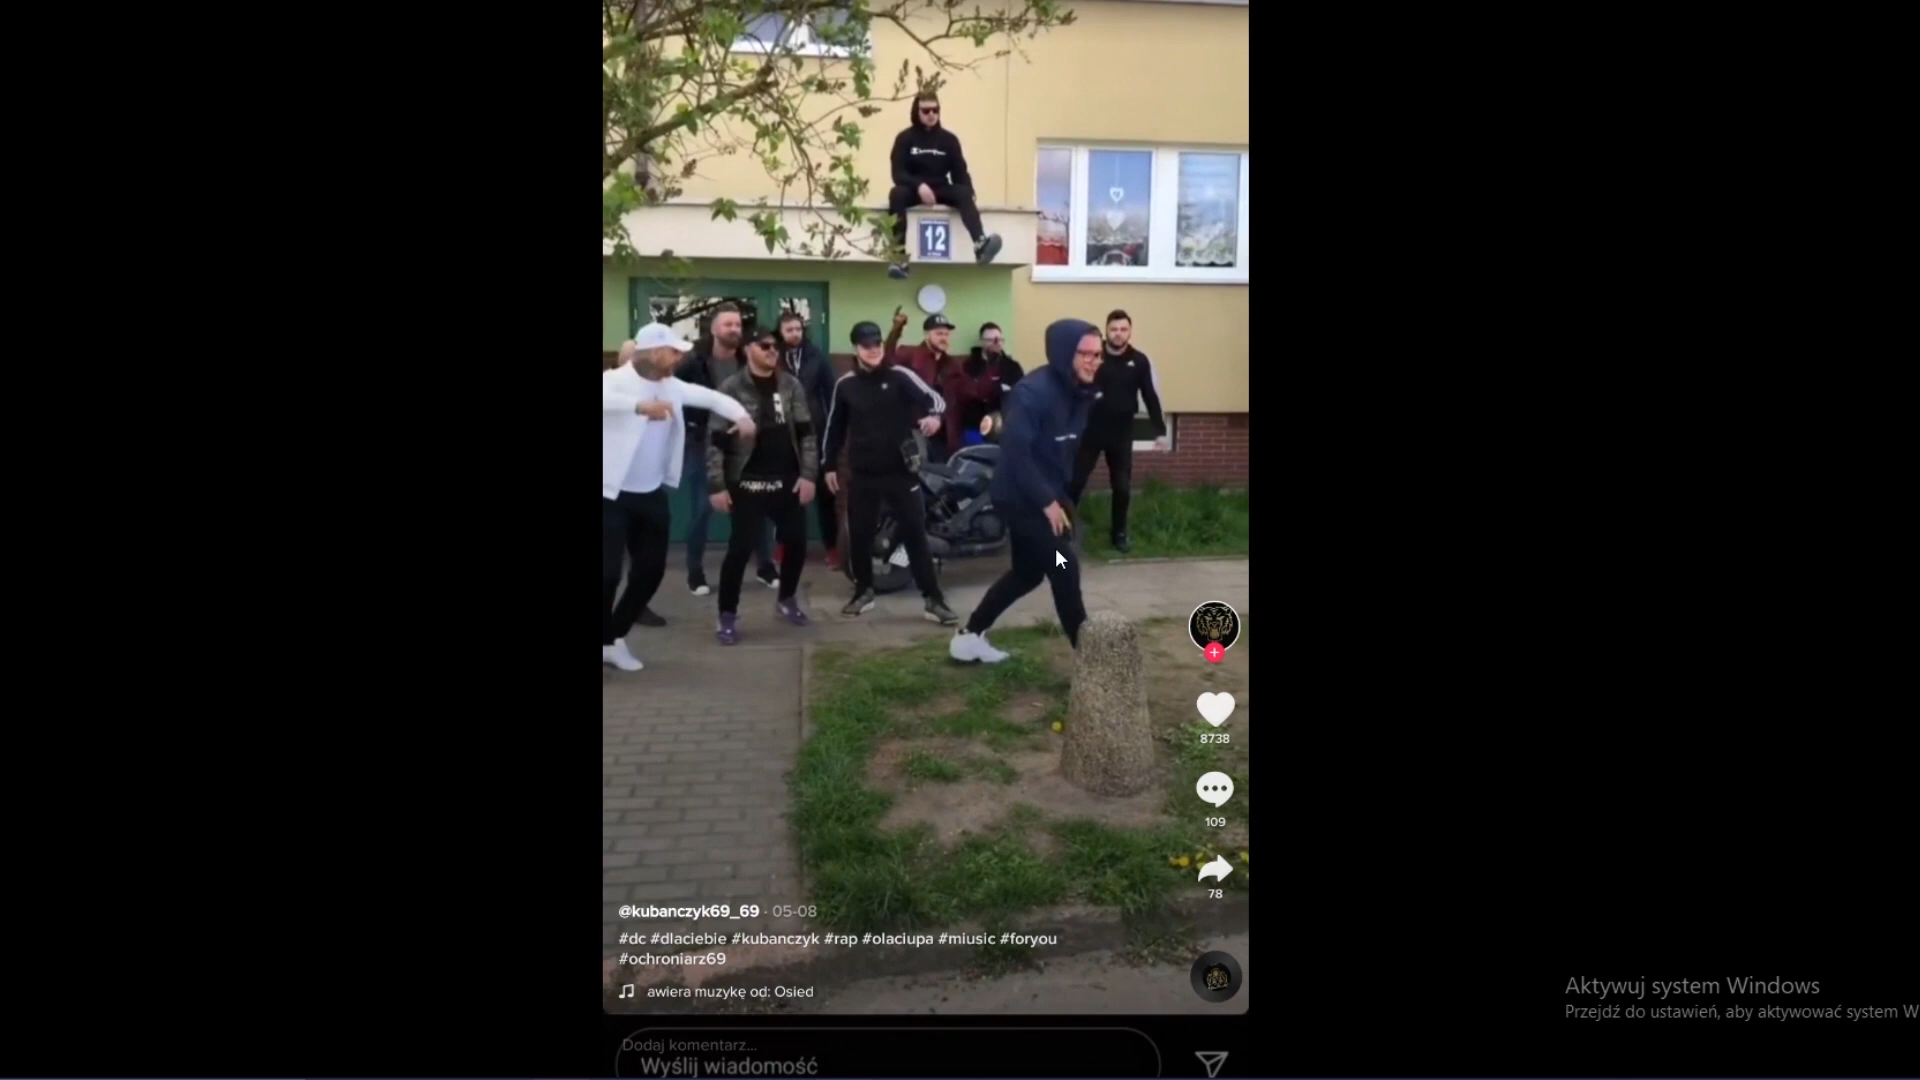 Champion
12
8738
109
78
@kubanczyk69_69 · 05-08
#dc #dlaciebie #kubanczyk #rap #olaciupa #miusic #foryou
#ochroniarz69
awiera muzykę od: Osied
Dodaj komentarz...
Wyślij wiadomość
Aktywuj system Windows
Przejdź do ustawień, aby aktywować system W